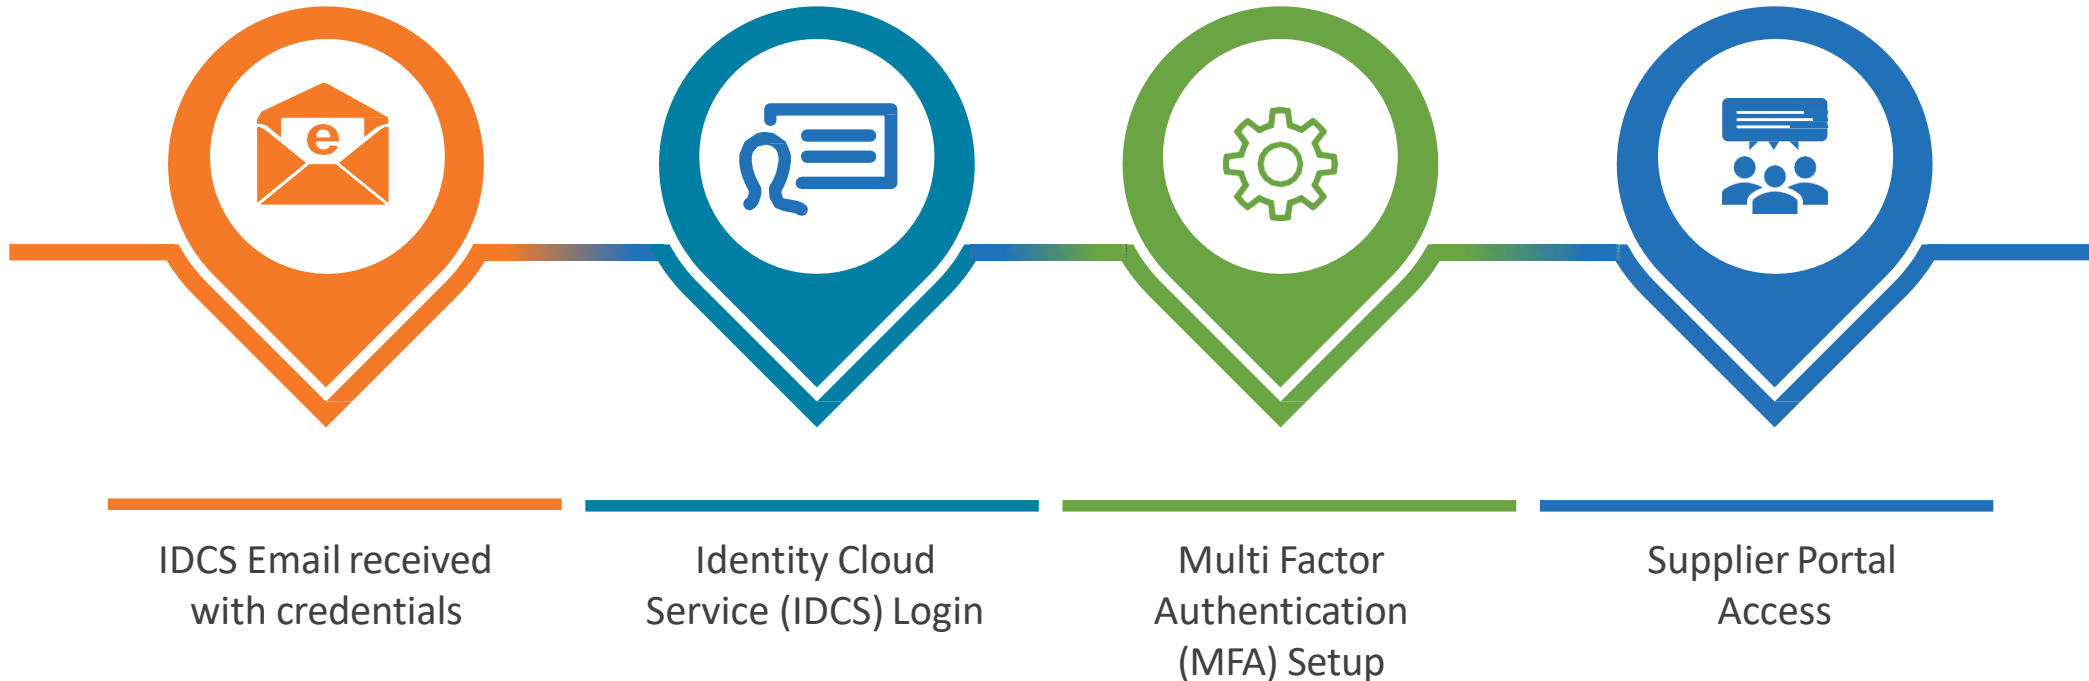 e
IDCS Email received
with credentials
Identity Cloud
Service (IDCS) Login
Multi Factor
Authentication
(MFA) Setup
Supplier Portal
Access